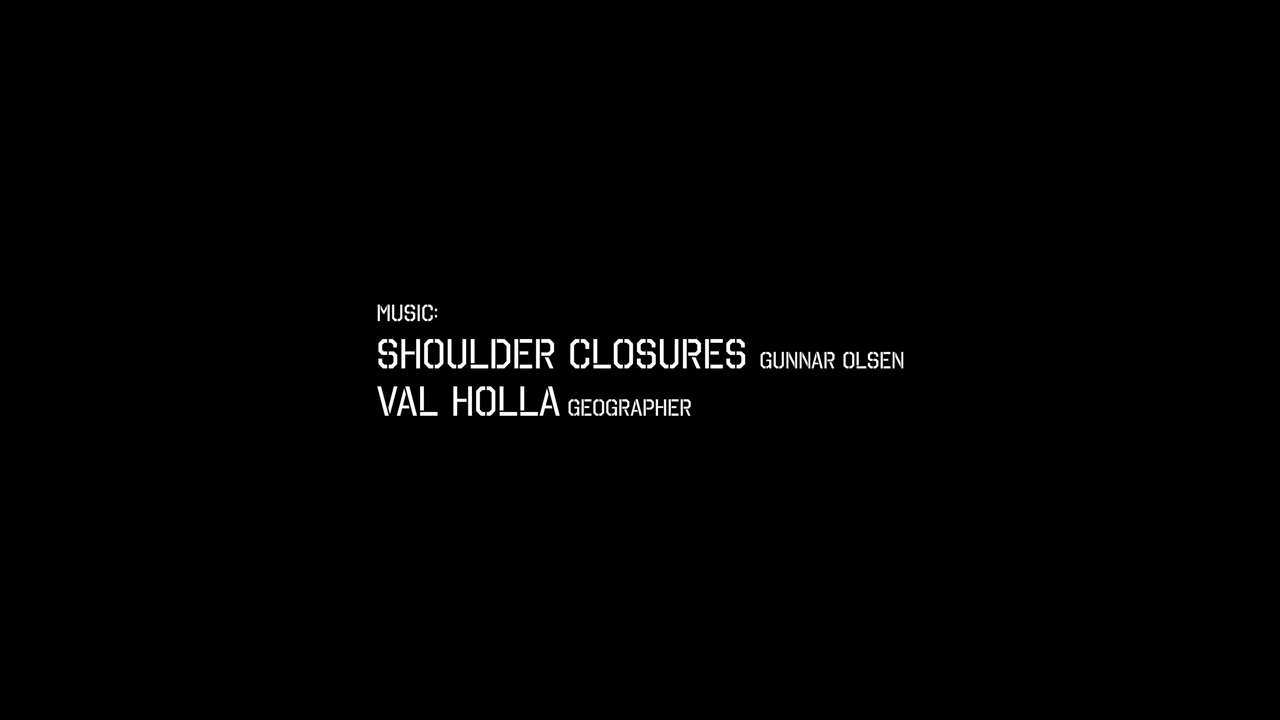 MUSIC:
SHOULDER CLOSURES GUNNAR OLSEN
VAL HOLLA GEOGRAPHER